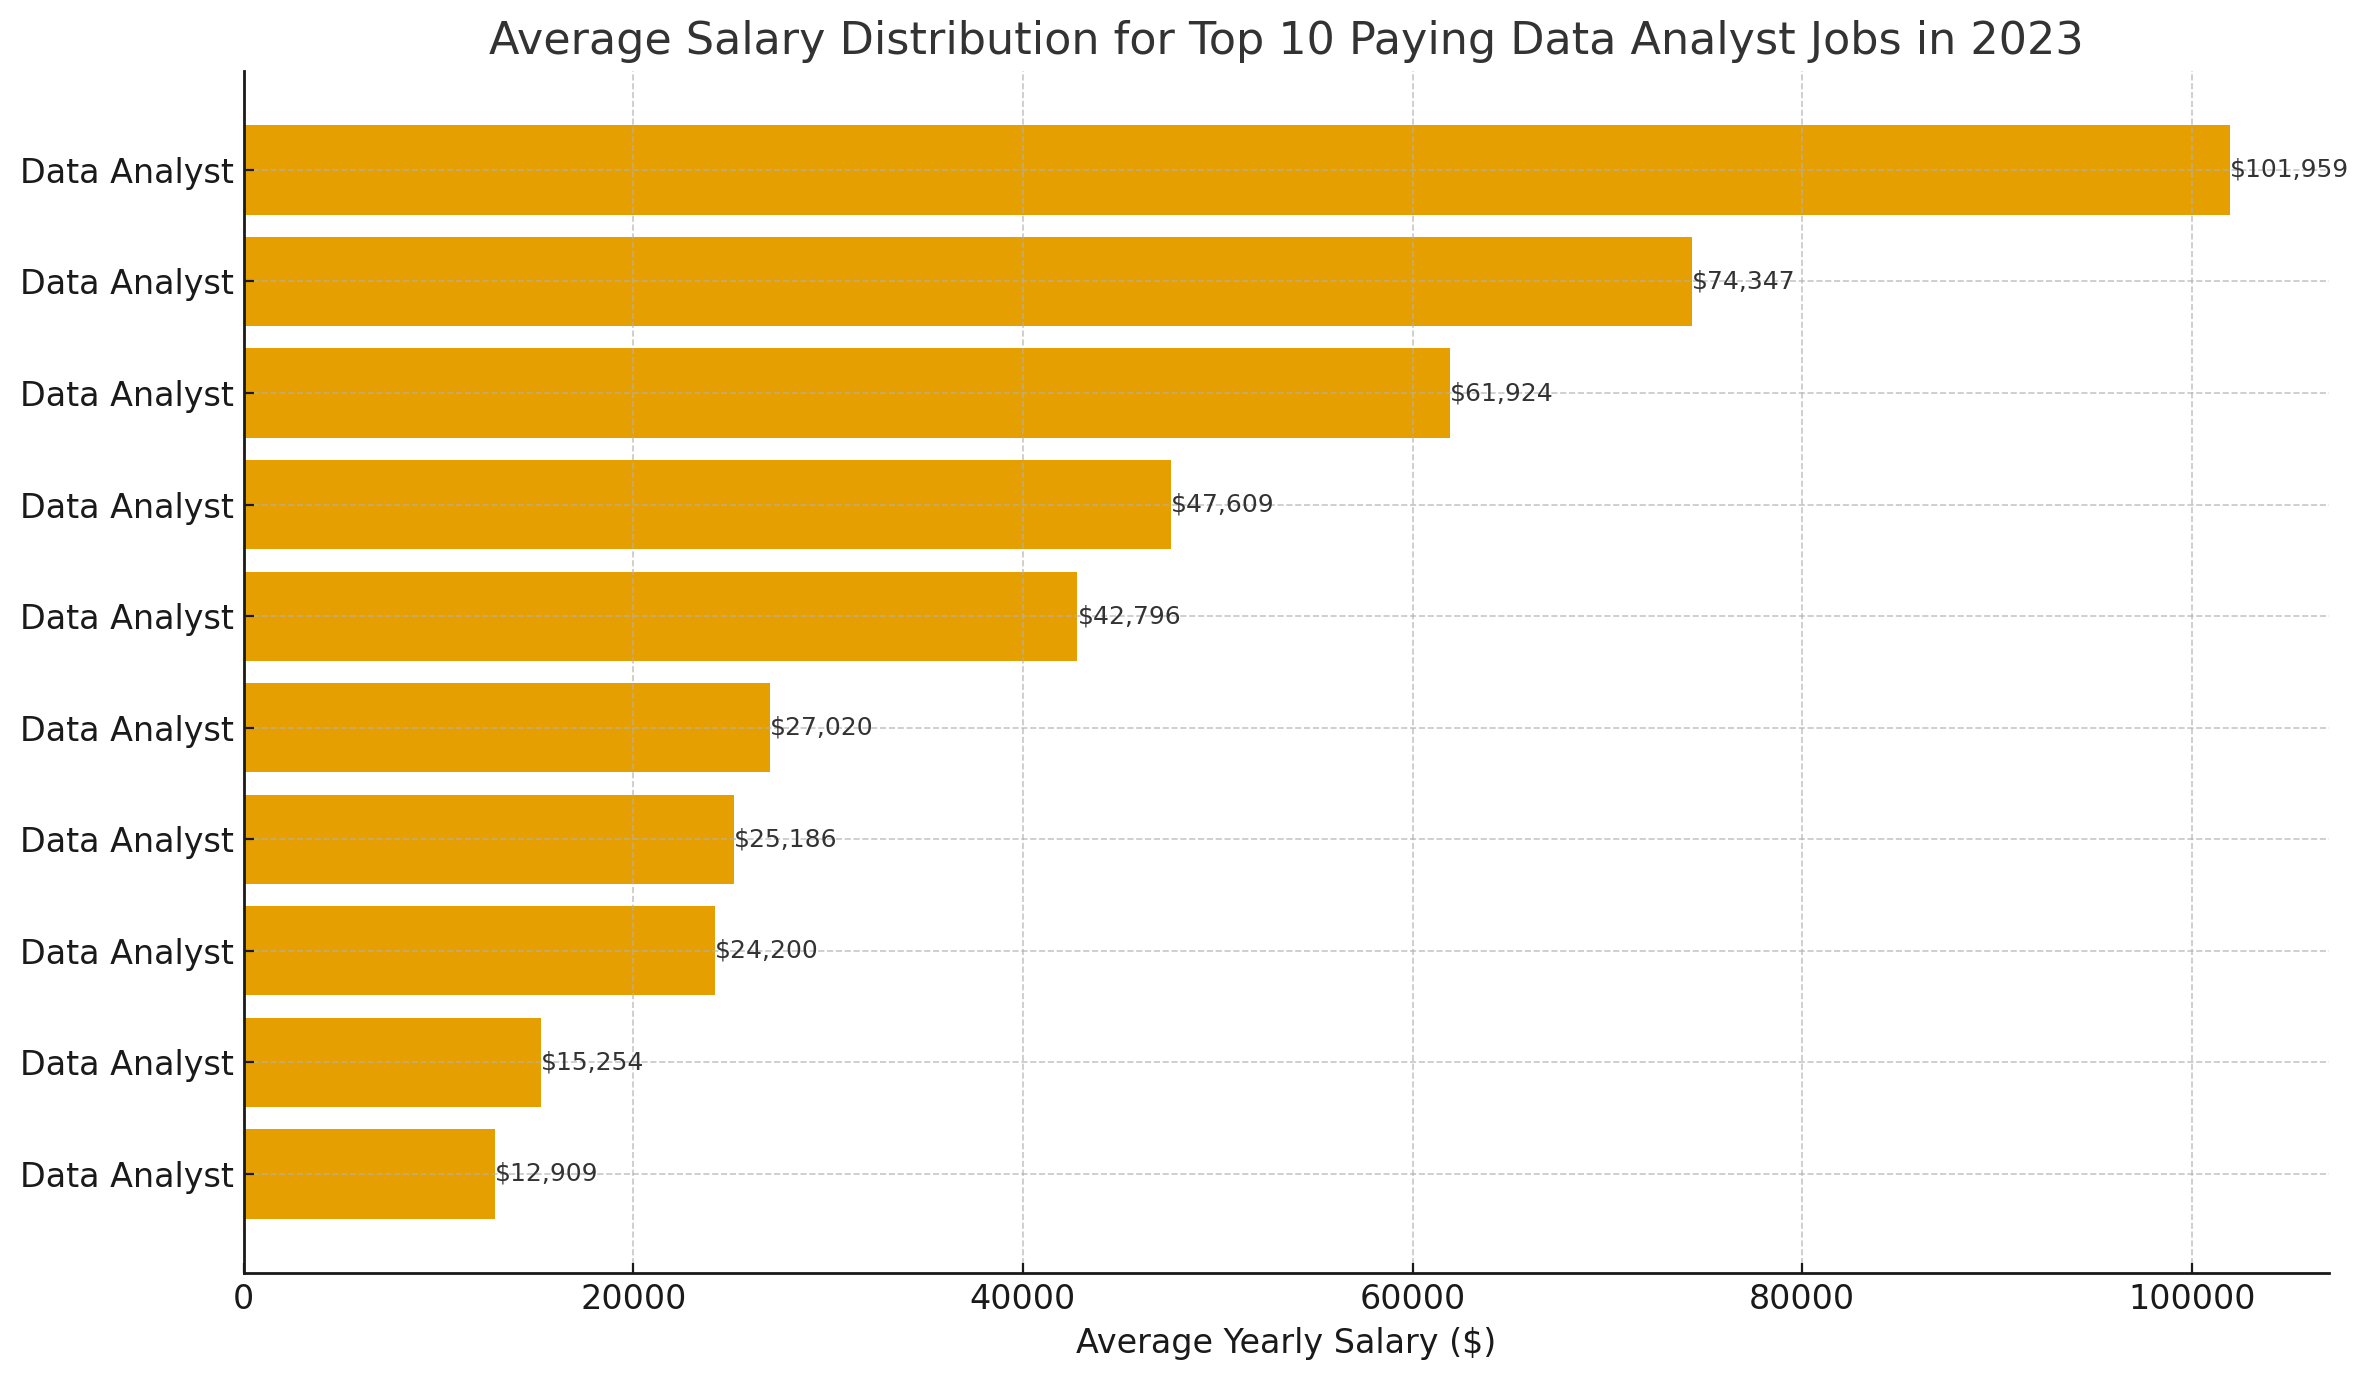 Average Salary Distribution for Top 10 Paying Data Analyst Jobs in 2023
Data Analyst $101,959
Data Analyst $74,347
Data Analyst $61,924
Data Analyst $47,609
Data Analyst $42,796
Data Analyst $27,020
Data Analyst $25,186
Data Analyst $24,200
Data Analyst $15,254
Data Analyst $12,909
0 20000 40000 60000 80000 100000
Average Yearly Salary ($)